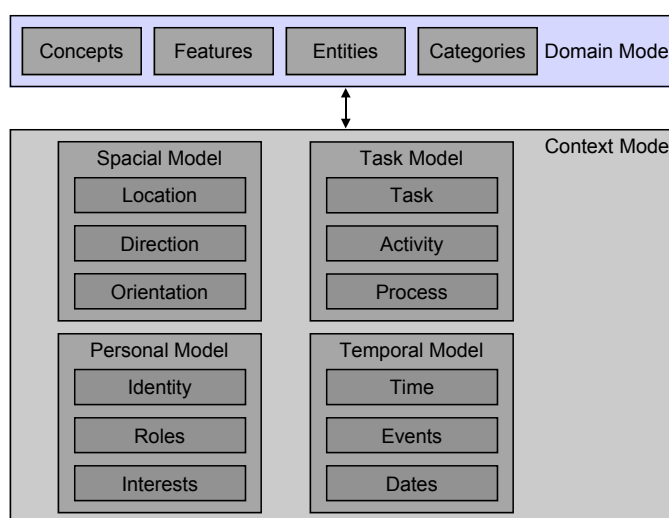 Concepts
Features
Entities
Categories
Domain Mode
Context Mode
Spacial Model
Location
Direction
Orientation
Task Model
Task
Activity
Process
Personal Model
Identity
Roles
Interests
Temporal Model
Time
Events
Dates